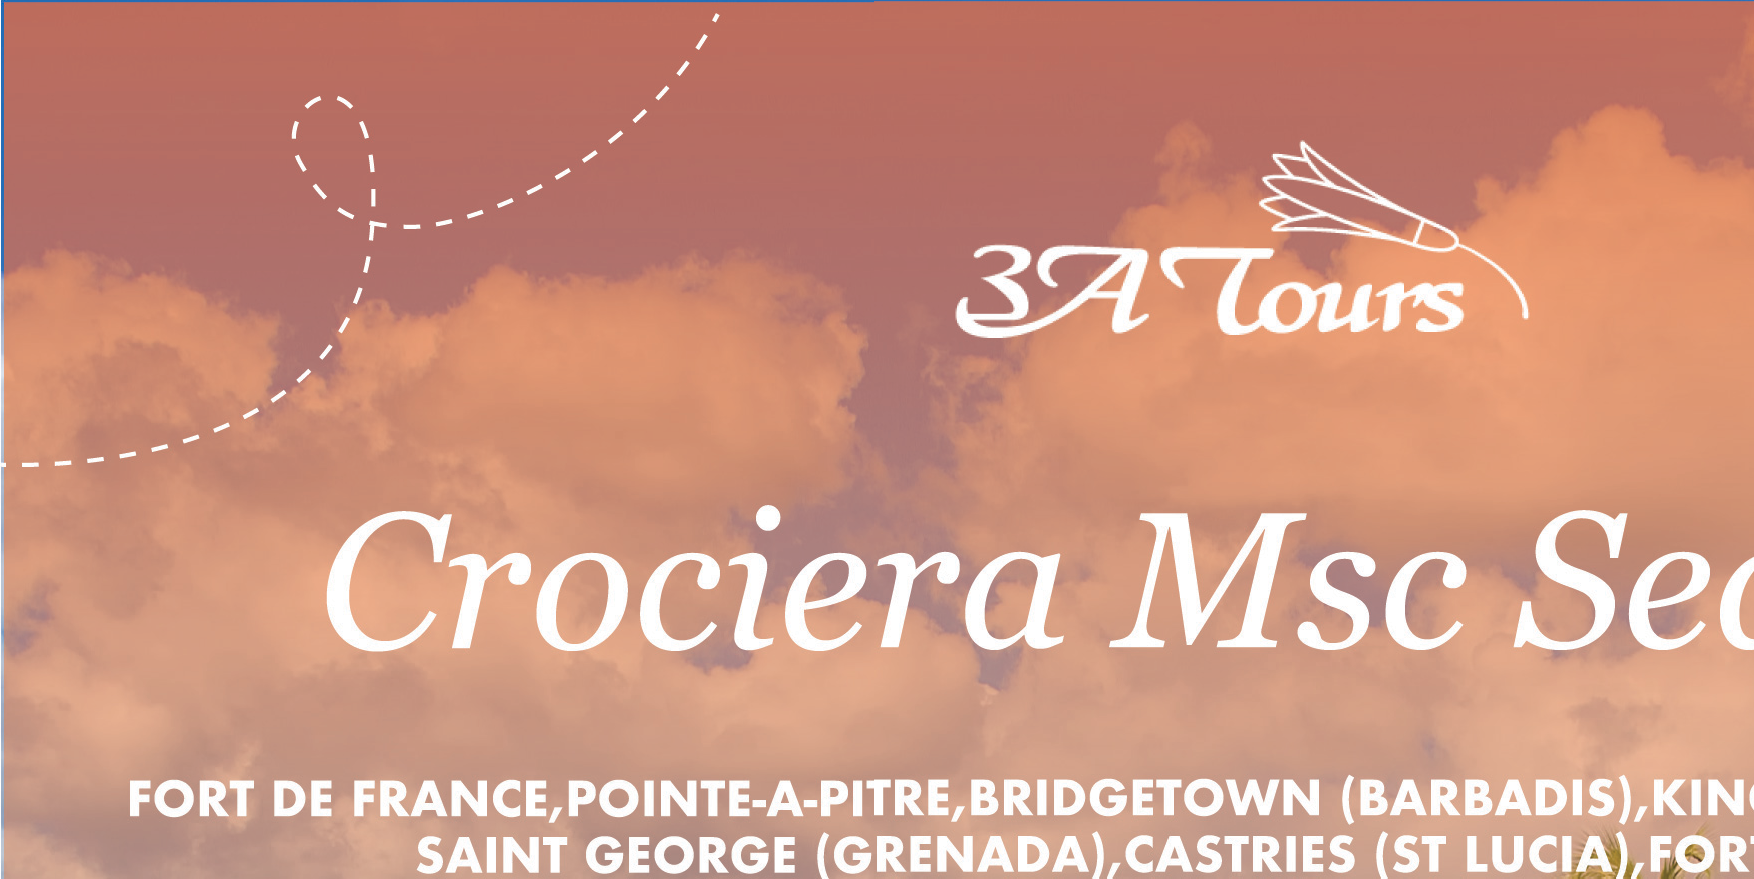 3A Tours
Crociera Msc
FORT DE FRANCE,POINTE-A-PITRE,BRIDGETOWN (BARBADIS),
SAINT GEORGE (GRENADA),CASTRIES (ST LUCIA),